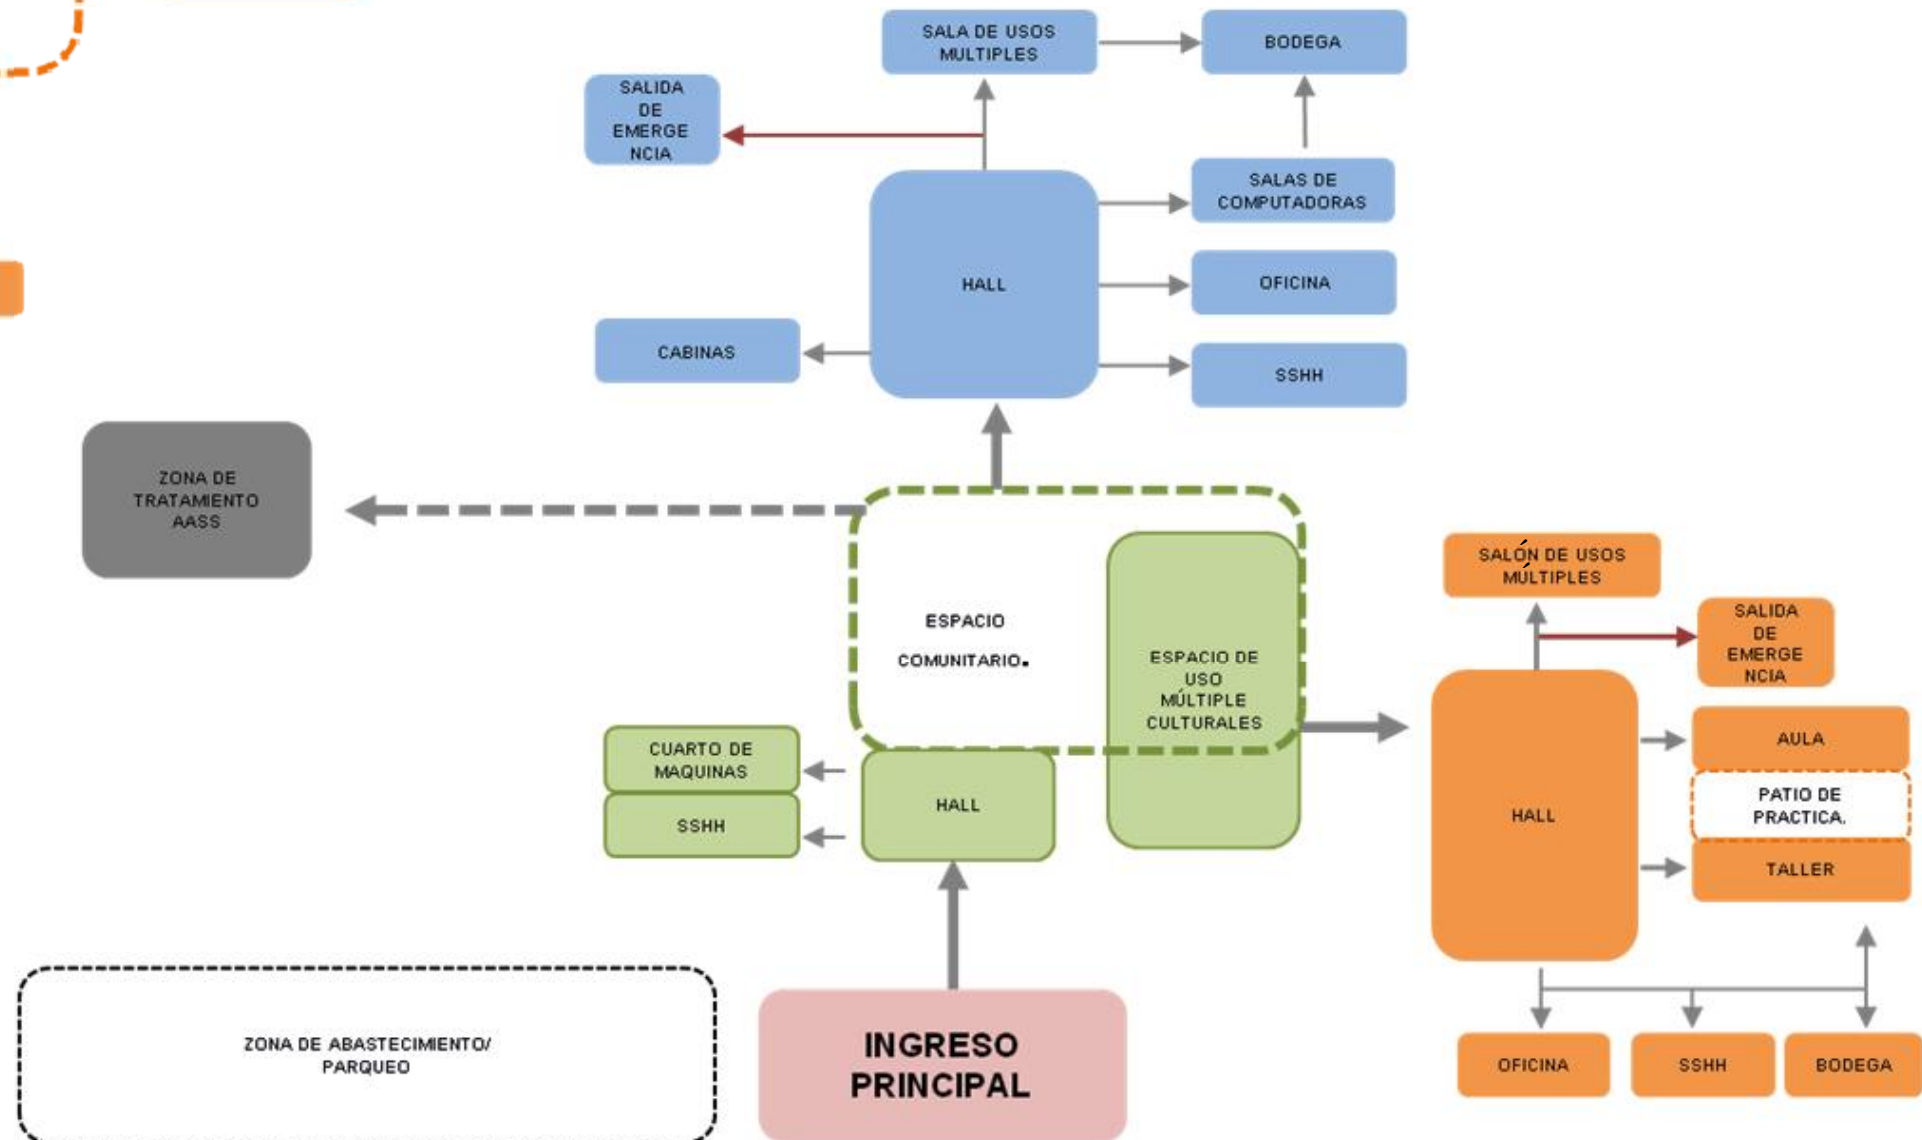 SALA DE USOS
MULTIPLES
BODEGA
SALIDA
DE
EMERGE
NCIA
SALAS DE
COMPUTADORAS
HALL
OFICINA
CABINAS
SSHH
ZONA DE
TRATAMIENTO
AASS
ESPACIO
COMUNITARIO.
ESPACIO DE
USO
MÚLTIPLE
CULTURALES
SALÓN DE USOS
MÚLTIPLES
SALIDA
DE
EMERGE
NCIA
CUARTO DE
MAQUINAS
SSHH
HALL
HALL
AULA
PATIO DE
PRACTICA.
TALLER
ZONA DE ABASTECIMIENTO/
PARQUEO
INGRESO
PRINCIPAL
OFICINA
SSHH
BODEGA